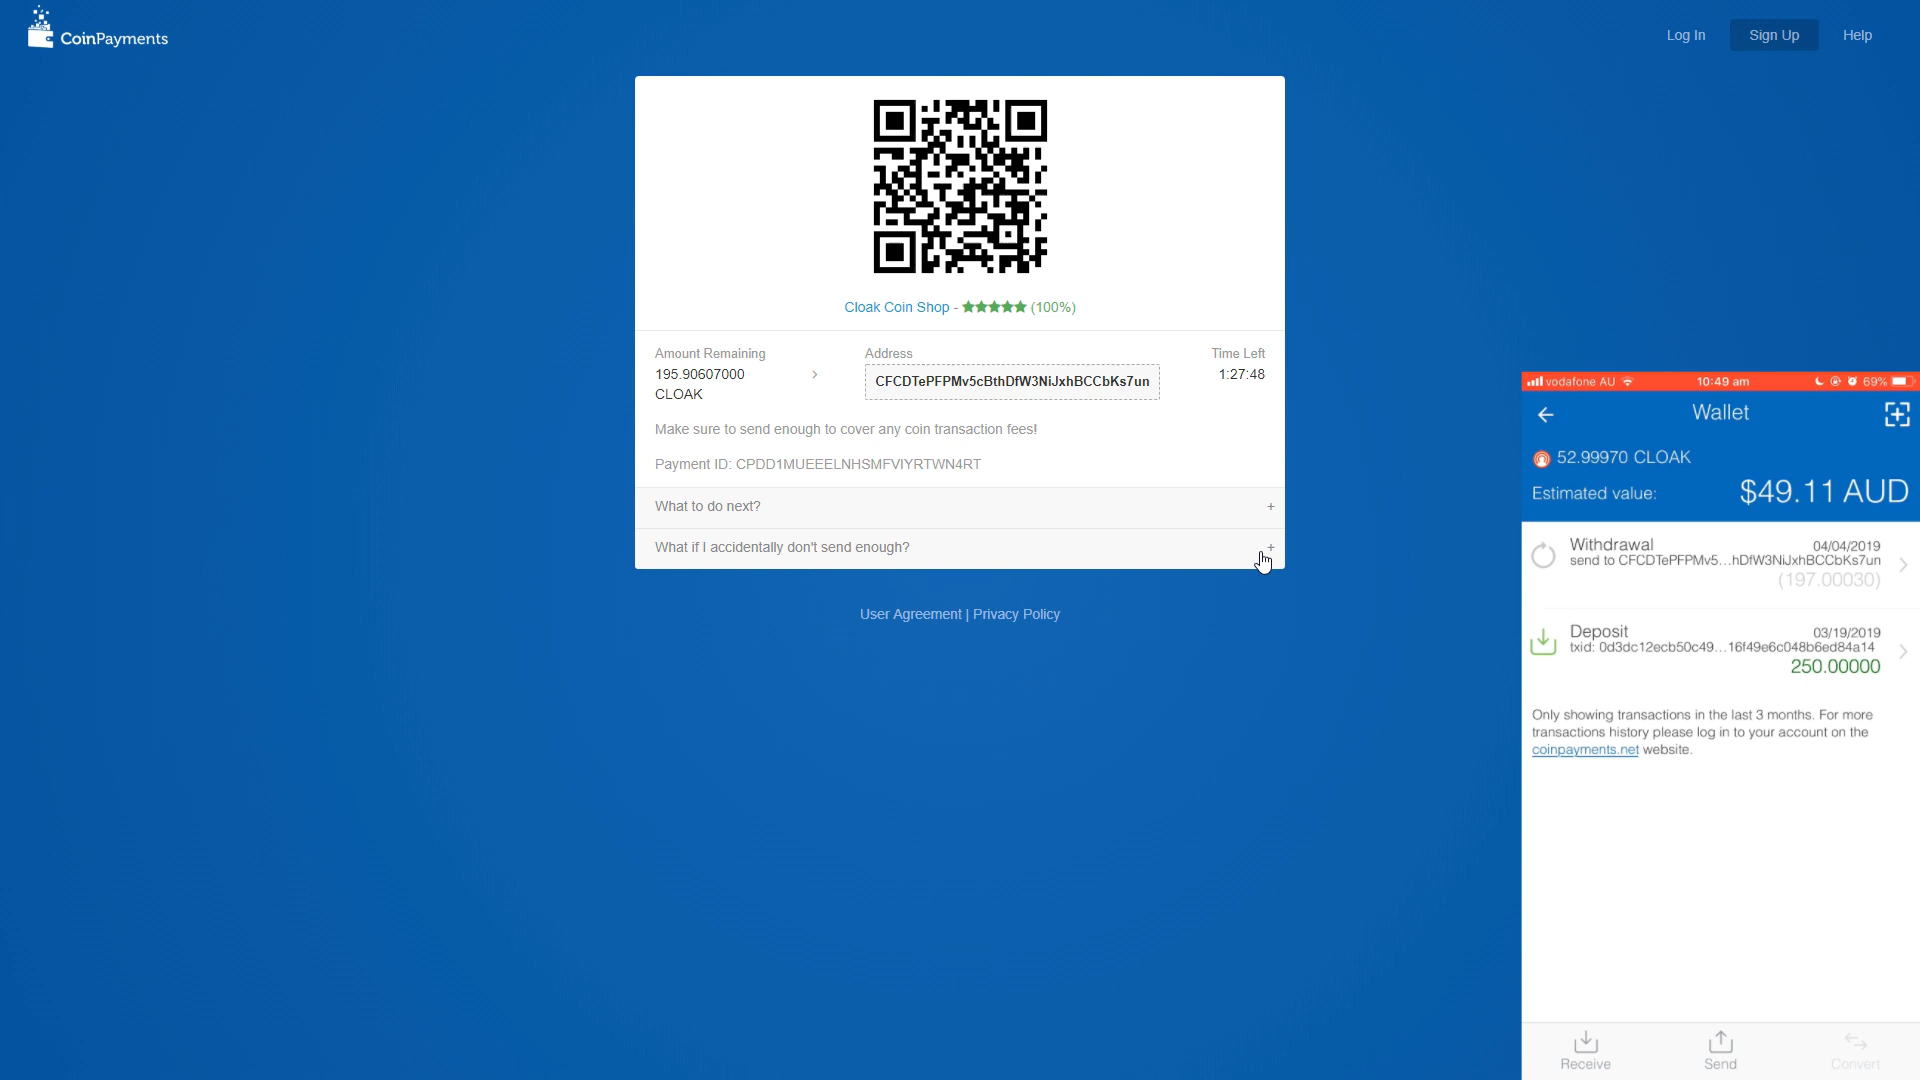 CoinPayments
Log In
Sign Up
Help
Cloak Coin Shop - ★★★★★ (100%)
Amount Remaining
195.90607000
CLOAK
Address
CFCDTePFPMv5cBthDfW3NiJxhBCCbKs7un
Time Left
1:27:48
Make sure to send enough to cover any coin transaction fees!
Payment ID: CPDD1MUEEELNHSMFVIYRTWN4RT
What to do next? +
What if I accidentally don't send enough? +
User Agreement | Privacy Policy
vodafone AU 10:49 am 69%
Wallet
52.99970 CLOAK
Estimated value: $49.11 AUD
Withdrawal 04/04/2019
send to CFCDTePFPMv5...hDfW3NiJxhBCCbKs7un
(197.00030)
Deposit 03/19/2019
txid: 0d3dc12ecb50c49...16f49e6c048b6ed84a14
250.00000
Only showing transactions in the last 3 months. For more
transactions history please log in to your account on the
coinpayments.net website.
Receive
Send
Convert